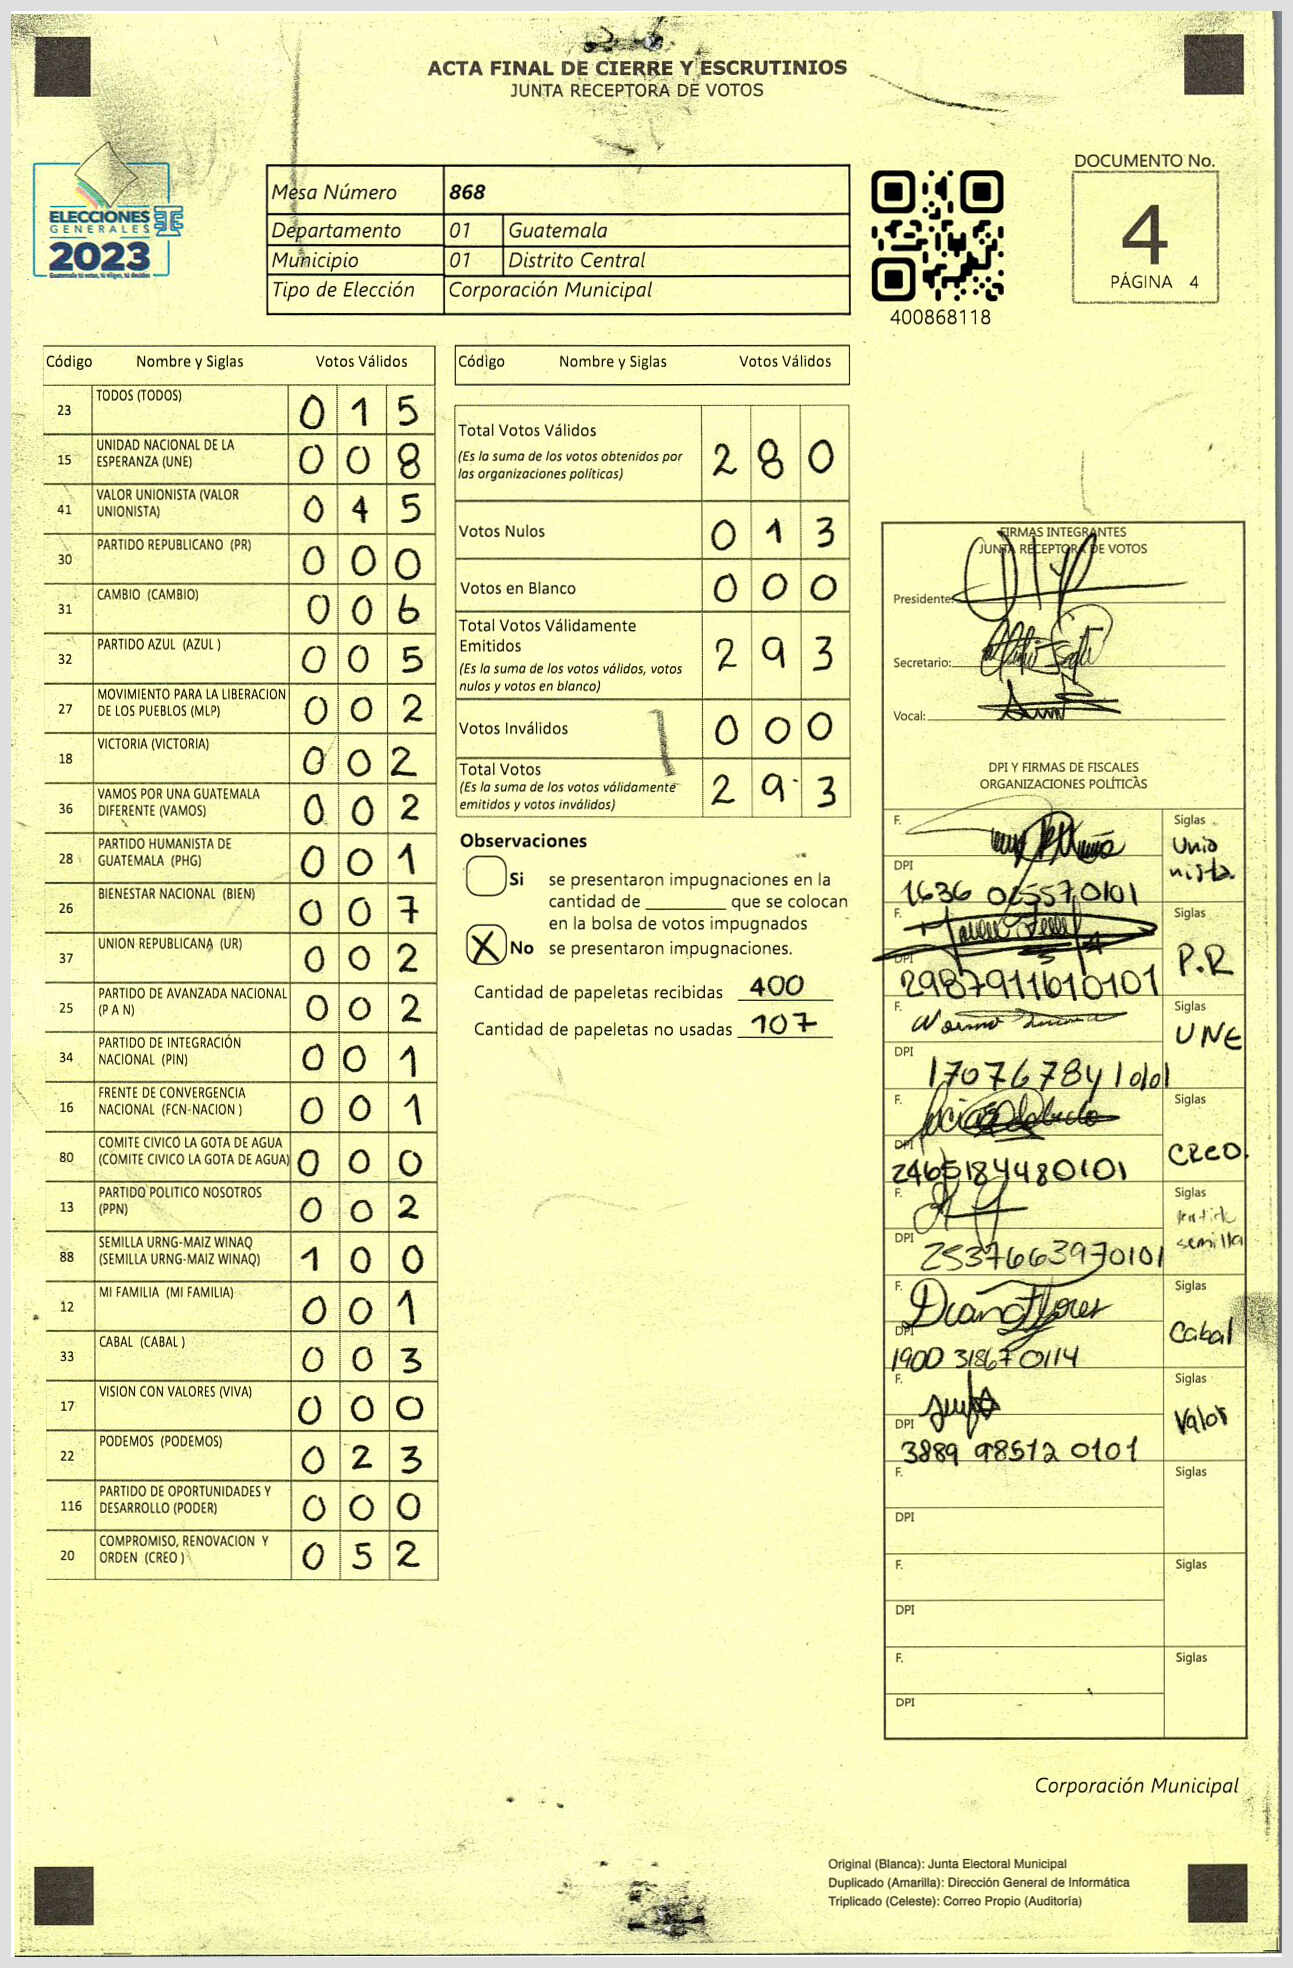 ACTA FINAL DE CIERRE Y ESCRUTINIOS
JUNTA RECEPTORA DE VOTOS
ELECCIONES
GENERALES
2023
Mesa Número 868
Departamento 01 Guatemala
Municipio 01 Distrito Central
Tipo de Elección Corporación Municipal
400868118
DOCUMENTO No.
4
PÁGINA 4
Código Nombre y Siglas Votos Válidos
23 TODOS (TODOS) 0 1 5
15 UNIDAD NACIONAL DE LA
ESPERANZA (UNE) 0 0 8
41 VALOR UNIONISTA (VALOR
UNIONISTA) 0 4 5
30 PARTIDO REPUBLICANO (PR) 0 0 0
31 CAMBIO (CAMBIO) 0 0 6
32 PARTIDO AZUL (AZUL ) 0 0 5
27 MOVIMIENTO PARA LA LIBERACION
DE LOS PUEBLOS (MLP) 0 0 2
18 VICTORIA (VICTORIA) 0 0 2
36 VAMOS POR UNA GUATEMALA
DIFERENTE (VAMOS) 0 0 2
28 PARTIDO HUMANISTA DE
GUATEMALA (PHG) 0 0 1
26 BIENESTAR NACIONAL (BIEN) 0 0 7
37 UNION REPUBLICANA (UR) 0 0 2
25 PARTIDO DE AVANZADA NACIONAL
(P A N) 0 0 2
34 PARTIDO DE INTEGRACIÓN
NACIONAL (PIN) 0 0 1
16 FRENTE DE CONVERGENCIA
NACIONAL (FCN-NACION ) 0 0 1
80 COMITE CIVICO LA GOTA DE AGUA
(COMITE CIVICO LA GOTA DE AGUA) 0 0 0
13 PARTIDO POLITICO NOSOTROS
(PPN) 0 0 2
88 SEMILLA URNG-MAIZ WINAQ
(SEMILLA URNG-MAIZ WINAQ) 1 0 0
12 MI FAMILIA (MI FAMILIA) 0 0 1
33 CABAL (CABAL ) 0 0 3
17 VISION CON VALORES (VIVA) 0 0 0
22 PODEMOS (PODEMOS) 0 2 3
116 PARTIDO DE OPORTUNIDADES Y
DESARROLLO (PODER) 0 0 0
20 COMPROMISO, RENOVACION Y
ORDEN (CREO ) 0 5 2
Código Nombre y Siglas Votos Válidos
Total Votos Válidos
(Es la suma de los votos obtenidos por
las organizaciones políticas) 2 8 0
Votos Nulos 0 1 3
Votos en Blanco 0 0 0
Total Votos Válidamente
Emitidos
(Es la suma de los votos válidos, votos
nulos y votos en blanco) 2 9 3
Votos Inválidos 0 0 0
Total Votos
(Es la suma de los votos válidamente
emitidos y votos inválidos) 2 9 3
Observaciones
Si se presentaron impugnaciones en la
cantidad de ________ que se colocan
en la bolsa de votos impugnados
X No se presentaron impugnaciones.
Cantidad de papeletas recibidas 400
Cantidad de papeletas no usadas 107
FIRMAS INTEGRANTES
JUNTA RECEPTORA DE VOTOS
Presidente:
Secretario:
Vocal:
DPI Y FIRMAS DE FISCALES
ORGANIZACIONES POLÍTICAS
F. Siglas Unio
nista.
DPI
F. Siglas P.R
DPI
2987911610101
F. Siglas UNE
DPI
1707678410101
F. Siglas CREO.
DPI
2465184480101
F. Siglas
semilla
DPI 2537663970101
F. Diana Flores Siglas Cabal
DPI
1900 31867 0114
F. Siglas Valor
DPI
3889 98512 0101
F. Siglas
DPI
F. Siglas
DPI
F. Siglas
DPI
Corporación Municipal
Original (Blanca): Junta Electoral Municipal
Duplicado (Amarilla): Dirección General de Informática
Triplicado (Celeste): Correo Propio (Auditoría)